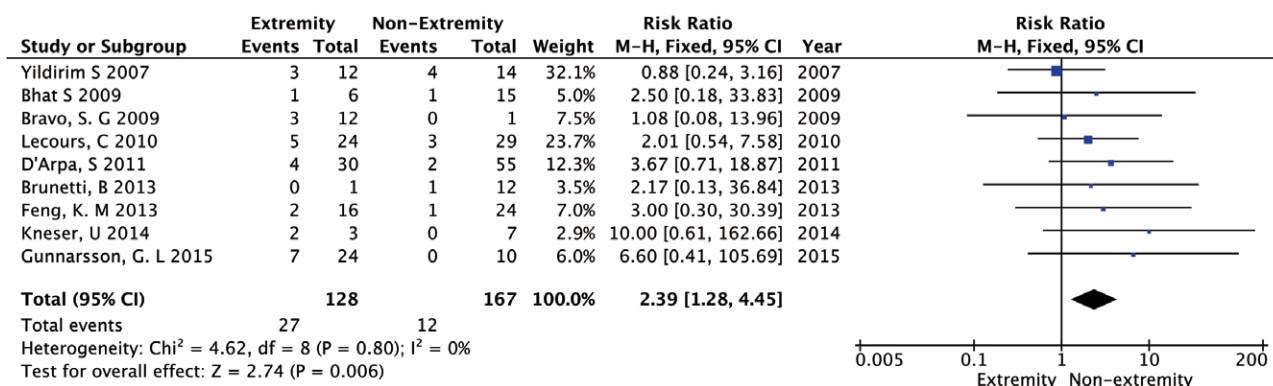 Extremity Non-Extremity Risk Ratio Risk Ratio
Study or Subgroup Events Total Events Total Weight M-H, Fixed, 95% CI Year M-H, Fixed, 95% CI
Yildirim S 2007 3 12 4 14 32.1% 0.88 [0.24, 3.16] 2007
Bhat S 2009 1 6 1 15 5.0% 2.50 [0.18, 33.83] 2009
Bravo, S. G 2009 3 12 0 1 7.5% 1.08 [0.08, 13.96] 2009
Lecours, C 2010 5 24 3 29 23.7% 2.01 [0.54, 7.58] 2010
D'Arpa, S 2011 4 30 2 55 12.3% 3.67 [0.71, 18.87] 2011
Brunetti, B 2013 0 1 1 12 3.5% 2.17 [0.13, 36.84] 2013
Feng, K. M 2013 2 16 1 24 7.0% 3.00 [0.30, 30.39] 2013
Kneser, U 2014 2 3 0 7 2.9% 10.00 [0.61, 162.66] 2014
Gunnarsson, G. L 2015 7 24 0 10 6.0% 6.60 [0.41, 105.69] 2015
Total (95% CI) 128 167 100.0% 2.39 [1.28, 4.45]
Total events 27 12
Heterogeneity: Chi² = 4.62, df = 8 (P = 0.80); I² = 0%
Test for overall effect: Z = 2.74 (P = 0.006)
0.005 0.1 1 10 200
Extremity Non-extremity